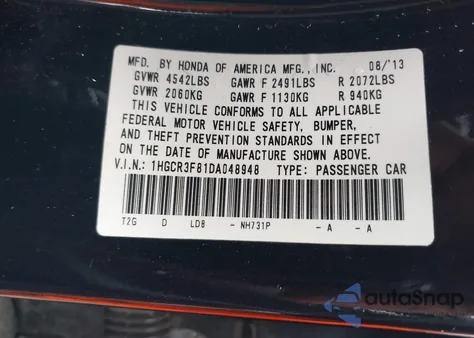 MFD. BY HONDA OF AMERICA MFG., INC. 08/'13
GVWR 4542LBS GAWR F 2491LBS R 2072LBS
GVWR 2060KG GAWR F 1130KG R 940KG
THIS VEHICLE CONFORMS TO ALL APPLICABLE
FEDERAL MOTOR VEHICLE SAFETY, BUMPER,
AND THEFT PREVENTION STANDARDS IN EFFECT
ON THE DATE OF MANUFACTURE SHOWN ABOVE.
V.I.N.: 1HGCR3F81DA048948 TYPE: PASSENGER CAR
T2G D LD8 - NH731P - A - A
autoSnap